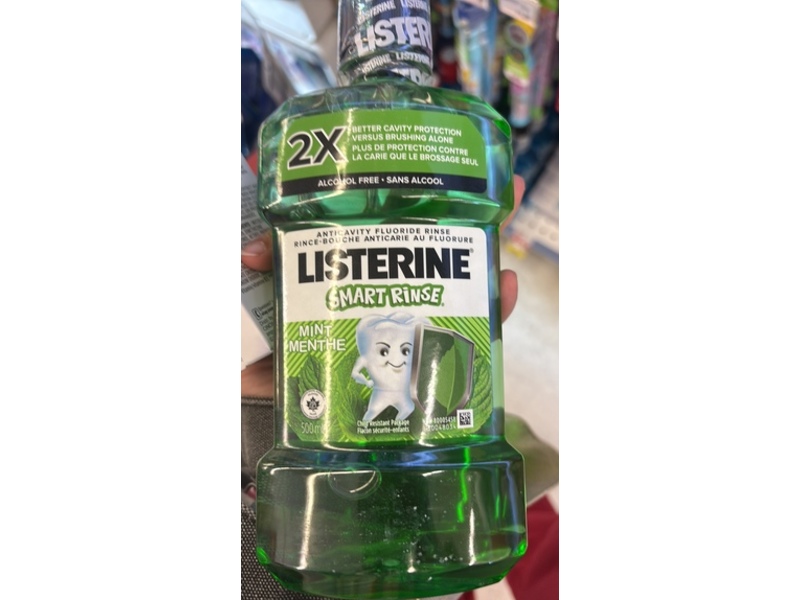 LISTERINE
LISTER
LISTERINE
2X
BETTER CAVITY PROTECTION
VERSUS BRUSHING ALONE
PLUS DE PROTECTION CONTRE
LA CARIE QUE LE BROSSAGE SEUL
ALCOHOL FREE • SANS ALCOOL
ANTICAVITY FLUORIDE RINSE
RINCE-BOUCHE ANTICARIE AU FLUORURE
LISTERINE®
SMART RINSE®
MINT
MENTHE
500 m
Child Resistant Package
Flacon sécurité-enfants